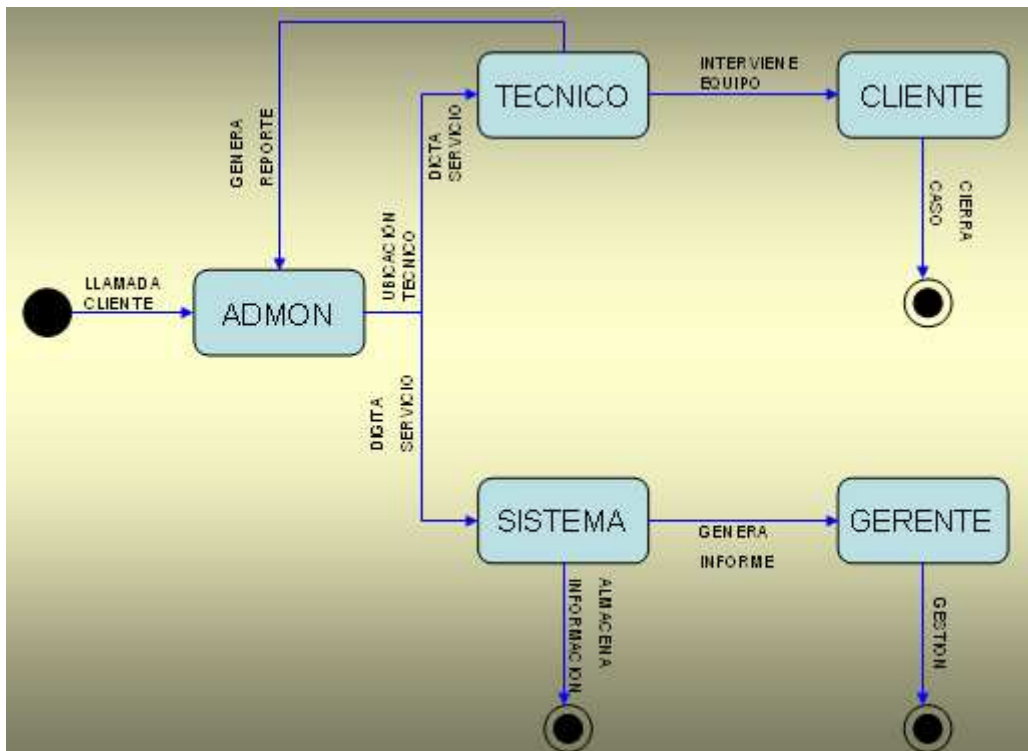 TECNICO
INTERVIENE
EQUIPO
CLIENTE
GENERA
REPORTE
DICTA
SERVICIO
CIERRA
CASO
LLAMADA
CLIENTE
ADMON
UBICACIÓN
TECNICO
DIGITA
SERVICIO
SISTEMA
GENERA
INFORME
GERENTE
ALMACENA
INFORMACION
GESTION